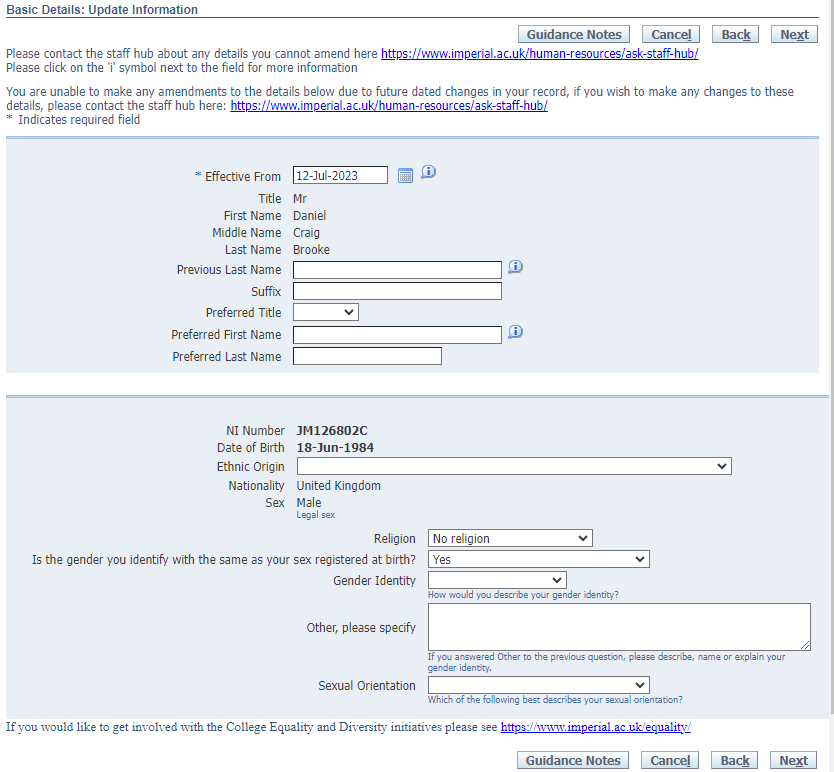 Basic Details: Update Information
Guidance Notes Cancel Back Next
Please contact the staff hub about any details you cannot amend here https://www.imperial.ac.uk/human-resources/ask-staff-hub/
Please click on the 'i' symbol next to the field for more information
You are unable to make any amendments to the details below due to future dated changes in your record, if you wish to make any changes to these
details, please contact the staff hub here: https://www.imperial.ac.uk/human-resources/ask-staff-hub/
* Indicates required field
* Effective From 12-Jul-2023
Title Mr
First Name Daniel
Middle Name Craig
Last Name Brooke
Previous Last Name
Suffix
Preferred Title
Preferred First Name
Preferred Last Name
NI Number JM126802C
Date of Birth 18-Jun-1984
Ethnic Origin
Nationality United Kingdom
Sex Male
Legal sex
Religion No religion
Is the gender you identify with the same as your sex registered at birth? Yes
Gender Identity
How would you describe your gender identity?
Other, please specify
If you answered Other to the previous question, please describe, name or explain your
gender identity.
Sexual Orientation
Which of the following best describes your sexual orientation?
If you would like to get involved with the College Equality and Diversity initiatives please see https://www.imperial.ac.uk/equality/
Guidance Notes Cancel Back Next